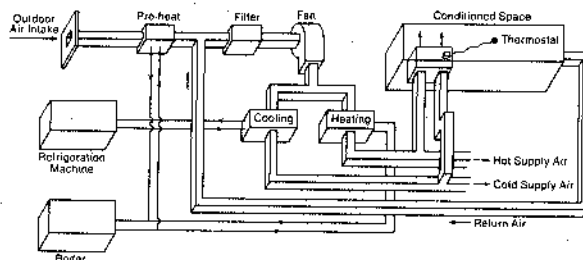 Outdoor
Air Intake
Pre-heat
Filter
Fan
Conditioned Space
Thermostat
Cooling
Heating
Refrigeration
Machine
Hot Supply Air
Cold Supply Air
Return Air
Boiler